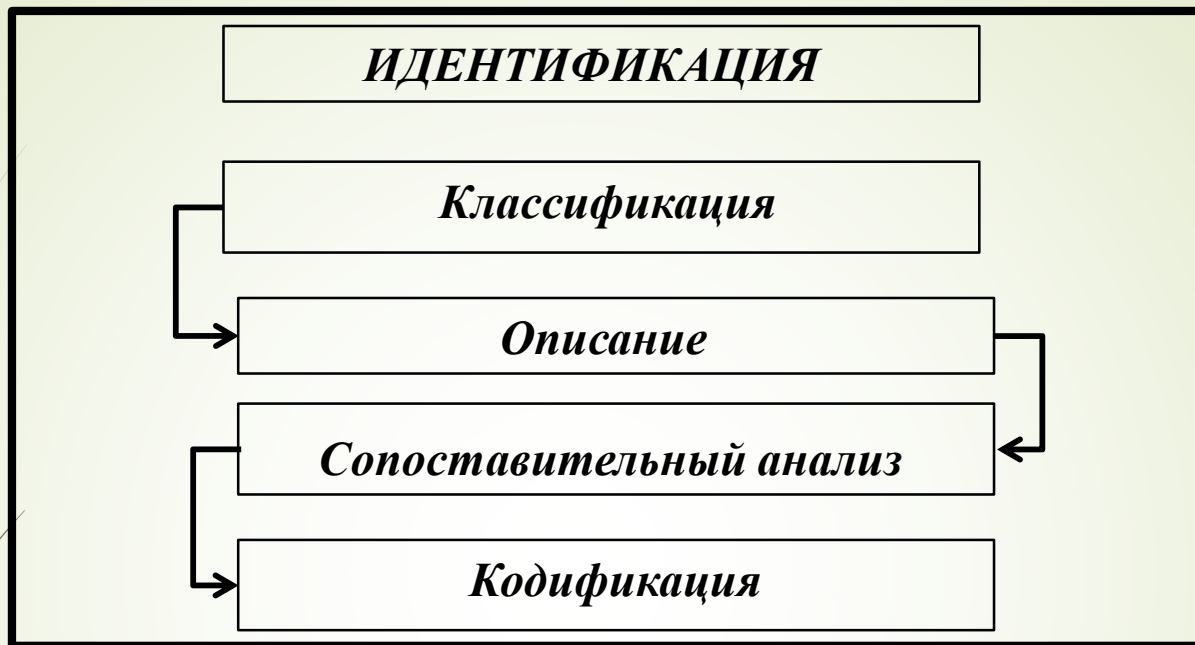 ИДЕНТИФИКАЦИЯ
Классификация
Описание
Сопоставительный анализ
Кодификация